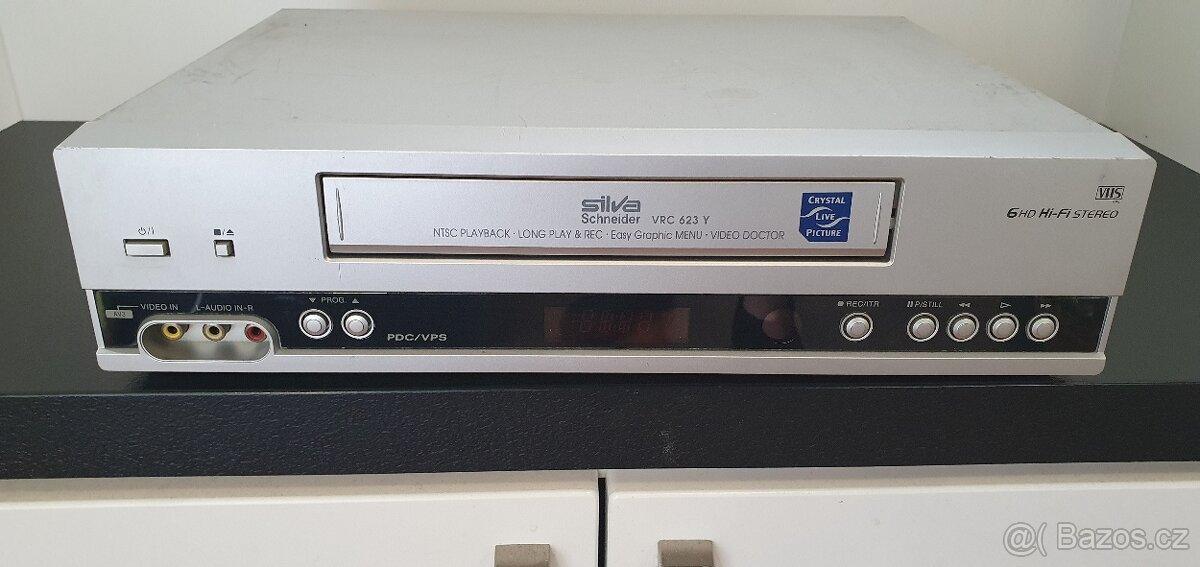 silva
Schneider VRC 623 Y
NTSC PLAYBACK · LONG PLAY & REC · Easy Graphic MENU · VIDEO DOCTOR
CRYSTAL
LIVE
PICTURE
VHS
6HD Hi-Fi STEREO
AV3
VIDEO IN
L-AUDIO IN-R
▼ PROG. ▲
PDC/VPS
● REC/ITR
P/STILL
@( Bazos.cz